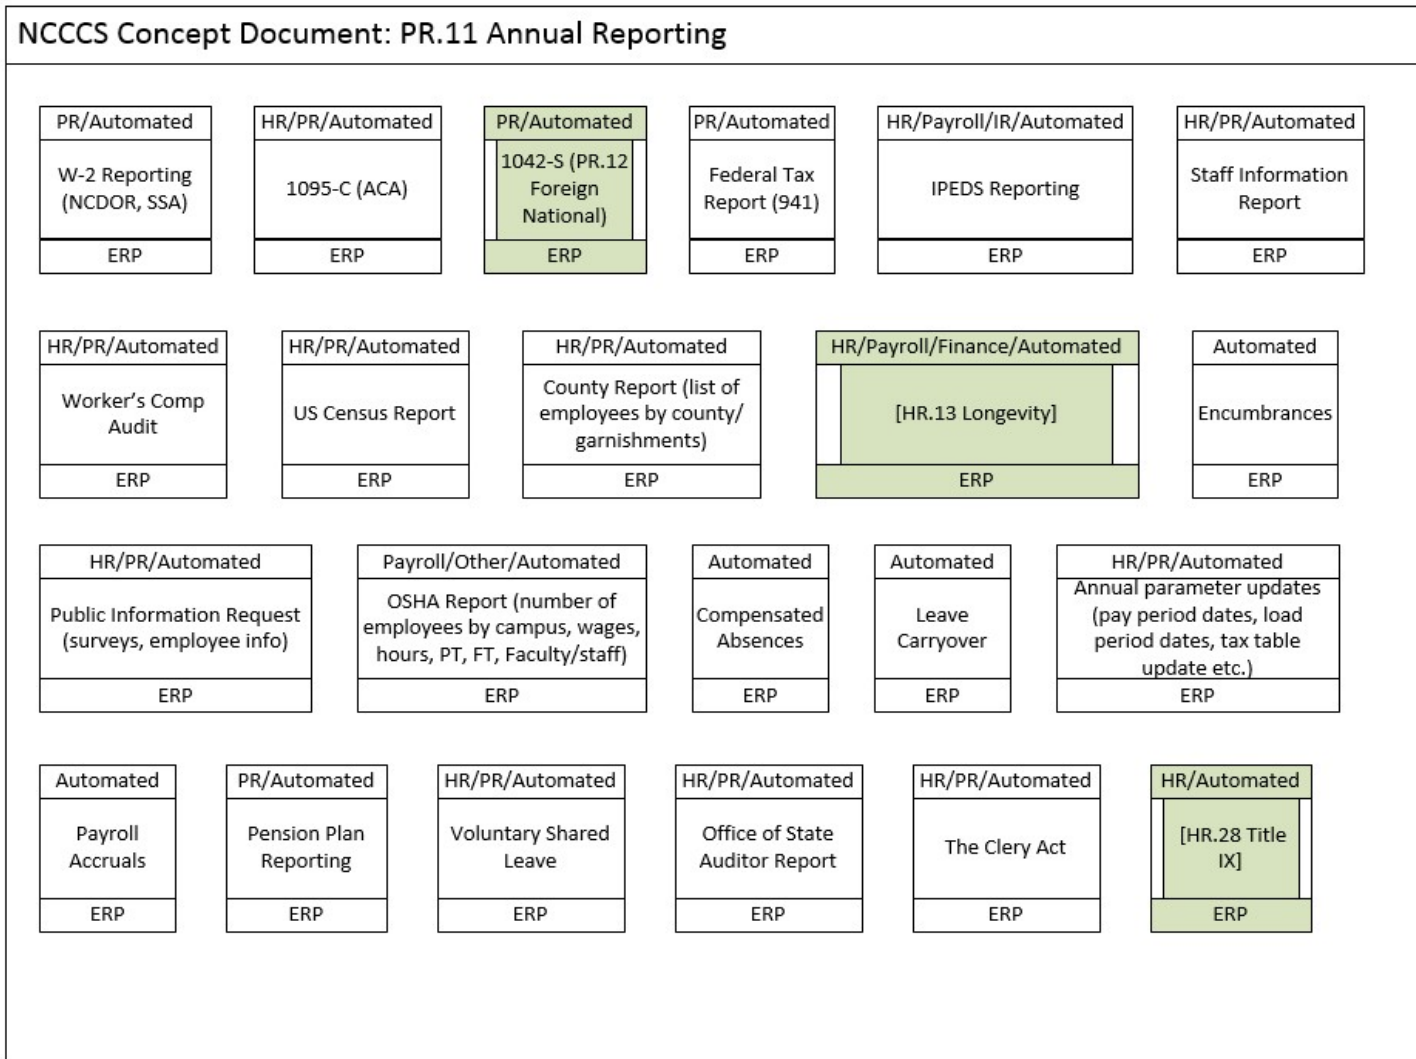 NCCCS Concept Document: PR.11 Annual Reporting
PR/Automated
W-2 Reporting
(NCDOR, SSA)
ERP
HR/PR/Automated
1095-C (ACA)
ERP
PR/Automated
1042-S (PR.12
Foreign
National)
ERP
PR/Automated
Federal Tax
Report (941)
ERP
HR/Payroll/IR/Automated
IPEDS Reporting
ERP
HR/PR/Automated
Staff Information
Report
ERP
HR/PR/Automated
Worker's Comp
Audit
ERP
HR/PR/Automated
US Census Report
ERP
HR/PR/Automated
County Report (list of
employees by county/
garnishments)
ERP
HR/Payroll/Finance/Automated
[HR.13 Longevity]
ERP
Automated
Encumbrances
ERP
HR/PR/Automated
Public Information Request
(surveys, employee info)
ERP
Payroll/Other/Automated
OSHA Report (number of
employees by campus, wages,
hours, PT, FT, Faculty/staff)
ERP
Automated
Compensated
Absences
ERP
Automated
Leave
Carryover
ERP
HR/PR/Automated
Annual parameter updates
(pay period dates, load
period dates, tax table
update etc.)
ERP
Automated
Payroll
Accruals
ERP
PR/Automated
Pension Plan
Reporting
ERP
HR/PR/Automated
Voluntary Shared
Leave
ERP
HR/PR/Automated
Office of State
Auditor Report
ERP
HR/PR/Automated
The Clery Act
ERP
HR/Automated
[HR.28 Title
IX]
ERP